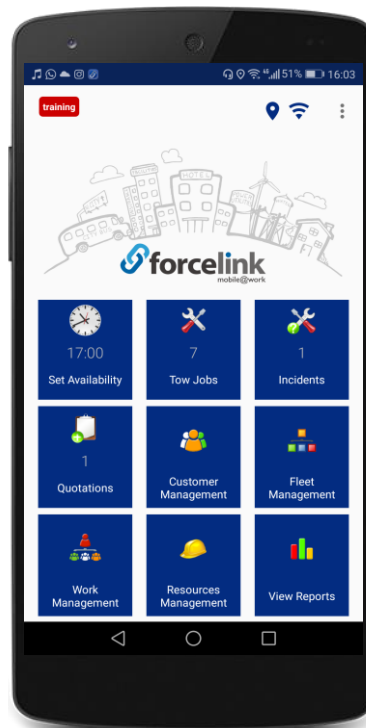 51% 16:03
training
HOTEL
forcelink
mobile@work
17:00
Set Availability
7
Tow Jobs
1
Incidents
1
Quotations
Customer
Management
Fleet
Management
Work
Management
Resources
Management
View Reports